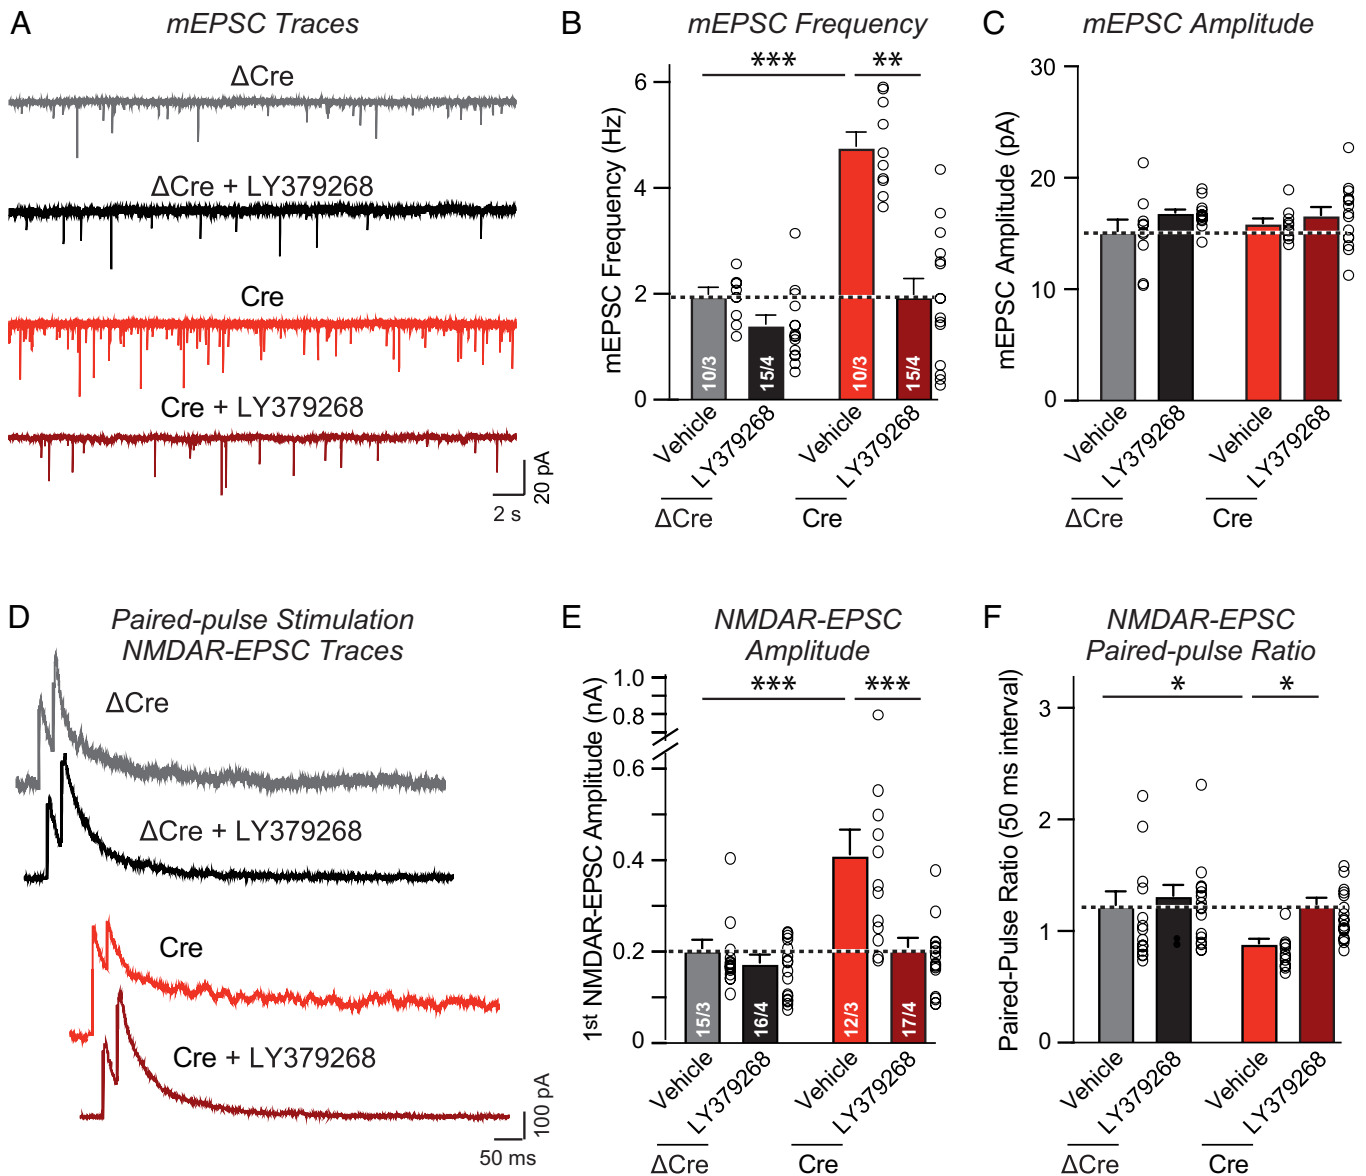 A
mEPSC Traces
ΔCre
ΔCre + LY379268
Cre
Cre + LY379268
20 pA
2 s
B
mEPSC Frequency
***
**
mEPSC Frequency (Hz)
6
4
2
0
10/3
15/4
10/3
15/4
Vehicle
LY379268
Vehicle
LY379268
ΔCre
Cre
C
mEPSC Amplitude
mEPSC Amplitude (pA)
30
20
10
0
Vehicle
LY379268
Vehicle
LY379268
ΔCre
Cre
D
Paired-pulse Stimulation
NMDAR-EPSC Traces
ΔCre
ΔCre + LY379268
Cre
Cre + LY379268
100 pA
50 ms
E
NMDAR-EPSC
Amplitude
***
***
1st NMDAR-EPSC Amplitude (nA)
1.0
0.8
0.6
0.4
0.2
0
15/3
16/4
12/3
17/4
Vehicle
LY379268
Vehicle
LY379268
ΔCre
Cre
F
NMDAR-EPSC
Paired-pulse Ratio
*
*
Paired-Pulse Ratio (50 ms interval)
3
2
1
0
Vehicle
LY379268
Vehicle
LY379268
ΔCre
Cre